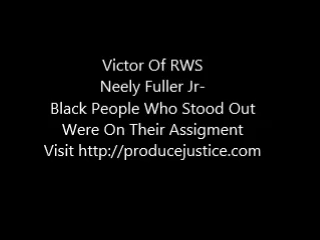 Victor Of RWS
Neely Fuller Jr-
Black People Who Stood Out
Were On Their Assigment
Visit http://producejustice.com